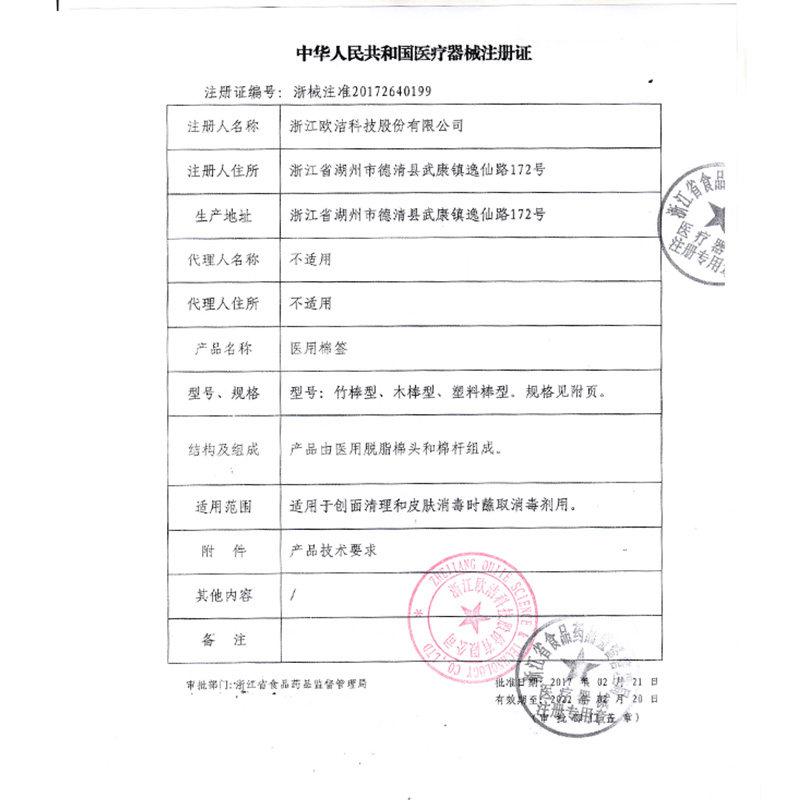 中华人民共和国医疗器械注册证
注册证编号： 浙械注准20172640199
注册人名称 浙江欧洁科技股份有限公司
注册人住所 浙江省湖州市德清县武康镇逸仙路172号
生产地址 浙江省湖州市德清县武康镇逸仙路172号
代理人名称 不适用
代理人住所 不适用
产品名称 医用棉签
型号、规格 型号：竹棒型、木棒型、塑料棒型。规格见附页。
结构及组成 产品由医用脱脂棉头和棉杆组成。
适用范围 适用于创面清理和皮肤消毒时蘸取消毒剂用。
附 件 产品技术要求
其他内容 /
备 注
审批部门：浙江省食品药品监督管理局
批准日期：2017 年 02 月 21 日
有效期至：2022 年 02 月 20 日
（审批部门盖章）
浙江省食品
医疗器
注册专用
ZHEJIANG OUJIE SCIENCE & TECHNOLOGY CO.,LTD
浙江欧洁科技股份有限公司
浙江省食品药品监督管理局
医疗器械
注册专用章